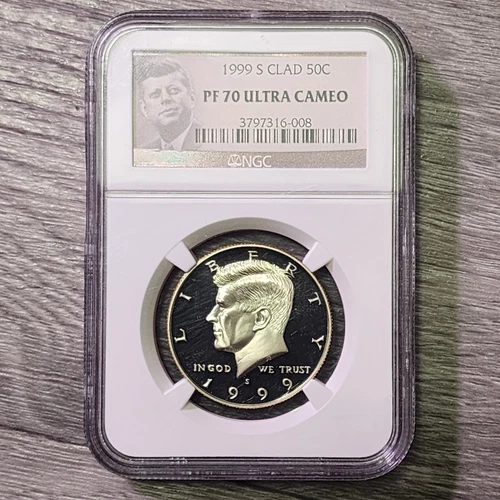 1999 S CLAD 50C
PF 70 ULTRA CAMEO
3797316-008
NGC
LIBERTY
IN GOD WE TRUST
S
1999